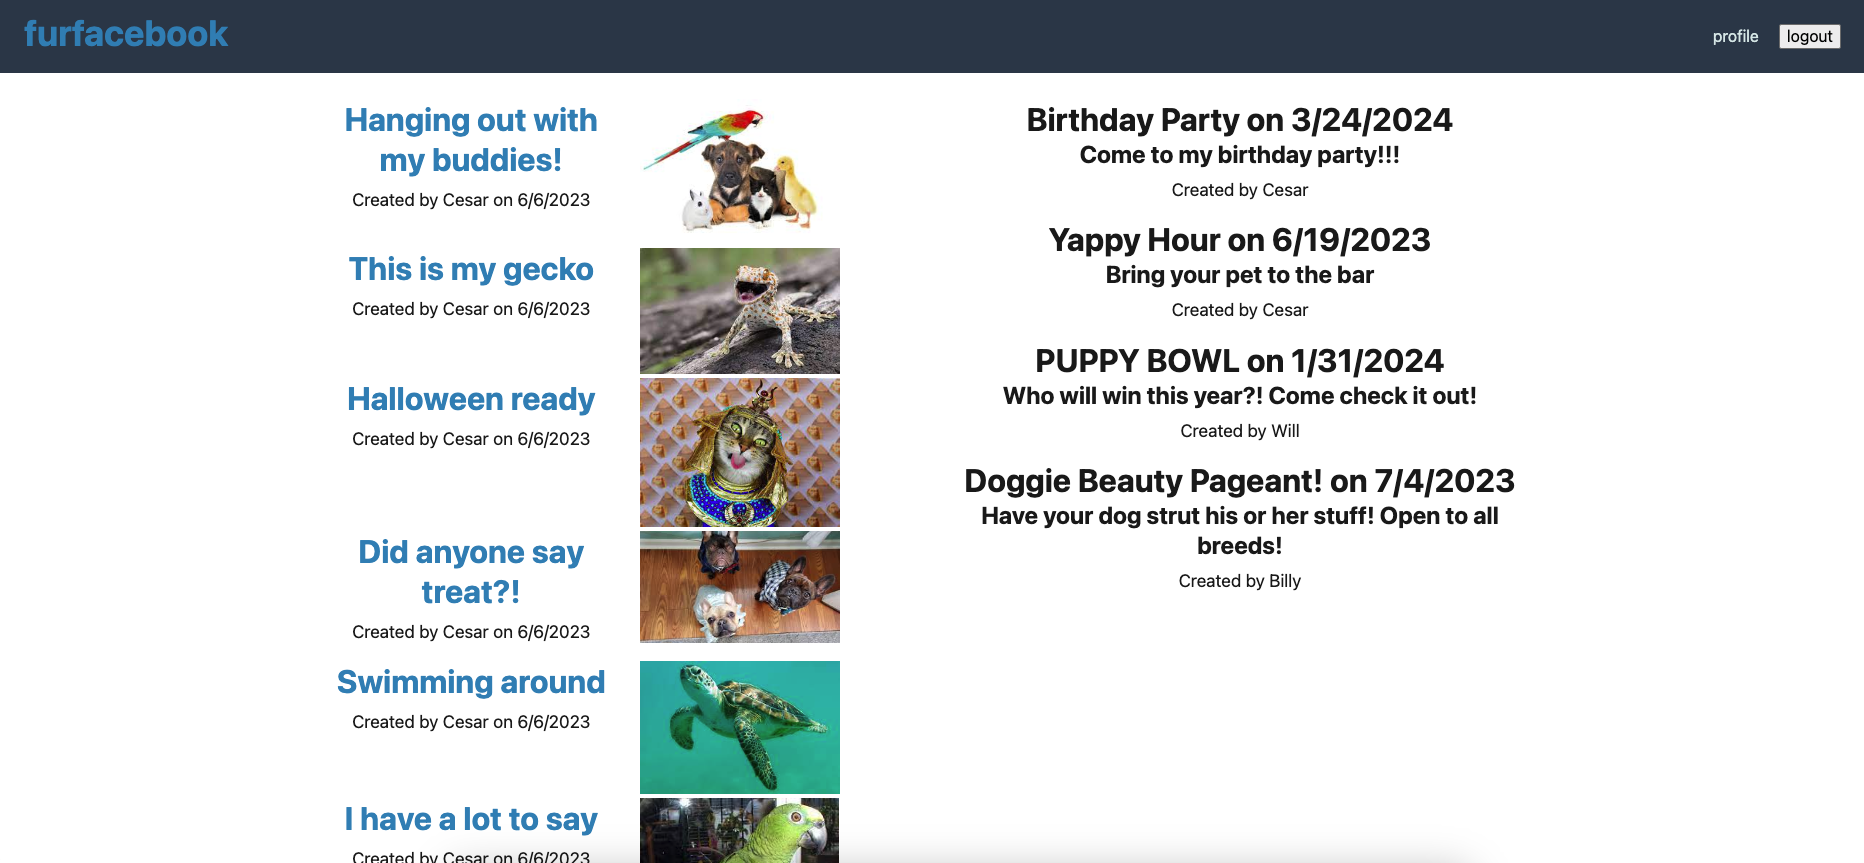 furfacebook
profile
logout
Hanging out with
my buddies!
Created by Cesar on 6/6/2023
This is my gecko
Created by Cesar on 6/6/2023
Halloween ready
Created by Cesar on 6/6/2023
Did anyone say
treat?!
Created by Cesar on 6/6/2023
Swimming around
Created by Cesar on 6/6/2023
I have a lot to say
Created by Cesar on 6/6/2023
Birthday Party on 3/24/2024
Come to my birthday party!!!
Created by Cesar
Yappy Hour on 6/19/2023
Bring your pet to the bar
Created by Cesar
PUPPY BOWL on 1/31/2024
Who will win this year?! Come check it out!
Created by Will
Doggie Beauty Pageant! on 7/4/2023
Have your dog strut his or her stuff! Open to all
breeds!
Created by Billy